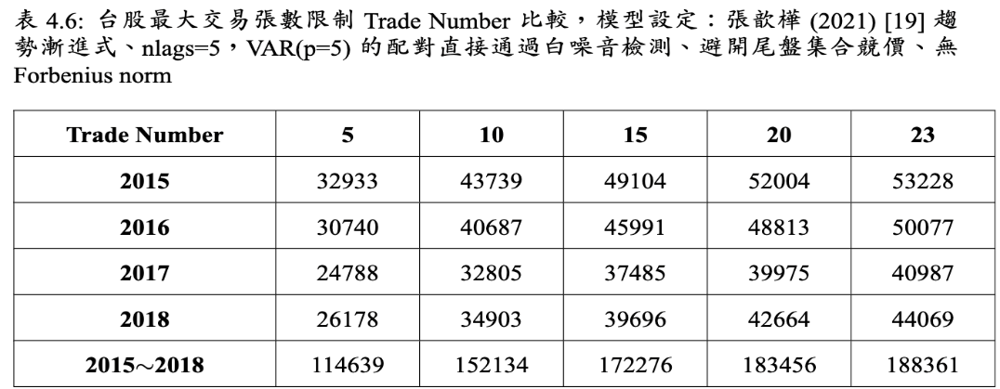 表 4.6: 台股最大交易張數限制 Trade Number 比較，模型設定：張歆樺 (2021) [19] 趨
勢漸進式、nlags=5，VAR(p=5) 的配對直接通過白噪音檢測、避開尾盤集合競價、無
Forbenius norm
Trade Number 5 10 15 20 23
2015 32933 43739 49104 52004 53228
2016 30740 40687 45991 48813 50077
2017 24788 32805 37485 39975 40987
2018 26178 34903 39696 42664 44069
2015~2018 114639 152134 172276 183456 188361